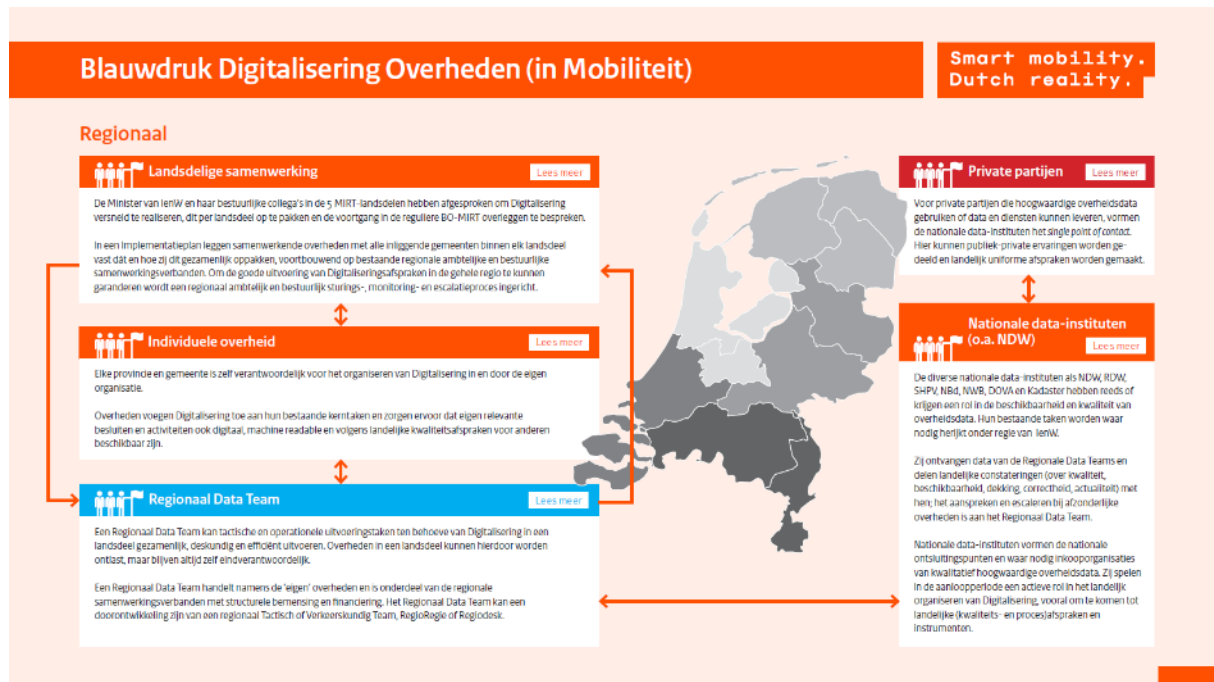 Blauwdruk Digitalisering Overheden (in Mobiliteit)
Smart mobility.
Dutch reality.
Regionaal
Landsdelige samenwerking
Lees meer
De Minister van IenW en haar bestuurlijke collega's in de 5 MIRT-landsdelen hebben afgesproken om Digitalisering
versneld te realiseren, dit per landsdeel op te pakken en de voortgang in de reguliere BO-MIRT overleggen te bespreken.
In een Implementatieplan leggen samenwerkende overheden met alle inliggende gemeenten binnen elk landsdeel
vast dát en hoe zij dit gezamenlijk oppakken, voortbouwend op bestaande regionale ambtelijke en bestuurlijke
samenwerkingsverbanden. Om de goede uitvoering van Digitaliseringsafspraken in de gehele regio te kunnen
garanderen wordt een regionaal ambtelijk en bestuurlijk sturings-, monitoring- en escalatieproces ingericht.
Individuele overheid
Lees meer
Elke provincie en gemeente is zelf verantwoordelijk voor het organiseren van Digitalisering in en door de eigen
organisatie.
Overheden voegen Digitalisering toe aan hun bestaande kerntaken en zorgen ervoor dat eigen relevante
besluiten en activiteiten ook digitaal, machine readable en volgens landelijke kwaliteitsafspraken voor anderen
beschikbaar zijn.
Regionaal Data Team
Lees meer
Een Regionaal Data Team kan tactische en operationele uitvoeringstaken ten behoeve van Digitalisering in een
landsdeel gezamenlijk, deskundig en efficiënt uitvoeren. Overheden in een landsdeel kunnen hierdoor worden
ontlast, maar blijven altijd zelf eindverantwoordelijk.
Een Regionaal Data Team handelt namens de 'eigen' overheden en is onderdeel van de regionale
samenwerkingsverbanden met structurele bemensing en financiering. Het Regionaal Data Team kan een
doorontwikkeling zijn van een regionaal Tactisch of Verkeerskundig Team, RegioRegie of Regiodesk.
Private partijen
Lees meer
Voor private partijen die hoogwaardige overheidsdata
gebruiken of data en diensten kunnen leveren, vormen
de nationale data-instituten het single point of contact.
Hier kunnen publiek-private ervaringen worden ge-
deeld en landelijk uniforme afspraken worden gemaakt.
Nationale data-instituten
(o.a. NDW)
Lees meer
De diverse nationale data-instituten als NDW, RDW,
SHPV, NBd, NWB, DOVA en Kadaster hebben reeds of
krijgen een rol in de beschikbaarheid en kwaliteit van
overheidsdata. Hun bestaande taken worden waar
nodig herijkt onder regie van IenW.
Zij ontvangen data van de Regionale Data Teams en
delen landelijke constateringen (over kwaliteit,
beschikbaarheid, dekking, correctheid, actualiteit) met
hen; het aanspreken en escaleren bij afzonderlijke
overheden is aan het Regionaal Data Team.
Nationale data-instituten vormen de nationale
ontsluitingspunten en waar nodig inkooporganisaties
van kwalitatief hoogwaardige overheidsdata. Zij spelen
in de aanloopperiode een actieve rol in het landelijk
organiseren van Digitalisering, vooral om te komen tot
landelijke (kwaliteits- en proces)afspraken en
instrumenten.